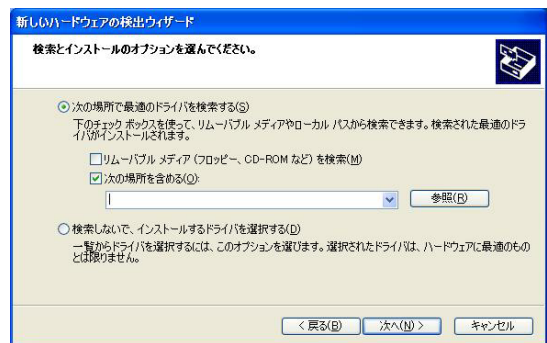 新しいハードウェアの検出ウィザード
検索とインストールのオプションを選んでください。
次の場所で最適のドライバを検索する(S)
下のチェック ボックスを使って、リムーバブル メディアやローカル パスから検索できます。検索された最適のドラ
イバがインストールされます。
リムーバブル メディア (フロッピー、CD-ROM など) を検索(M)
次の場所を含める(O):
参照(R)
検索しないで、インストールするドライバを選択する(D)
一覧からドライバを選択するには、このオプションを選びます。選択されたドライバは、ハードウェアに最適のもの
とは限りません。
< 戻る(B) 次へ(N) > キャンセル